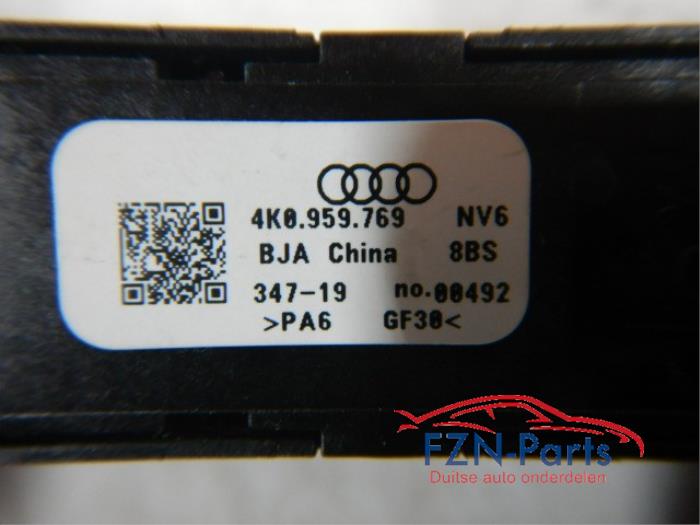 4K0.959.769 NV6
BJA China 8BS
347-19 no.00492
>PA6 GF30<
FZN-Parts
Duitse auto onderdelen